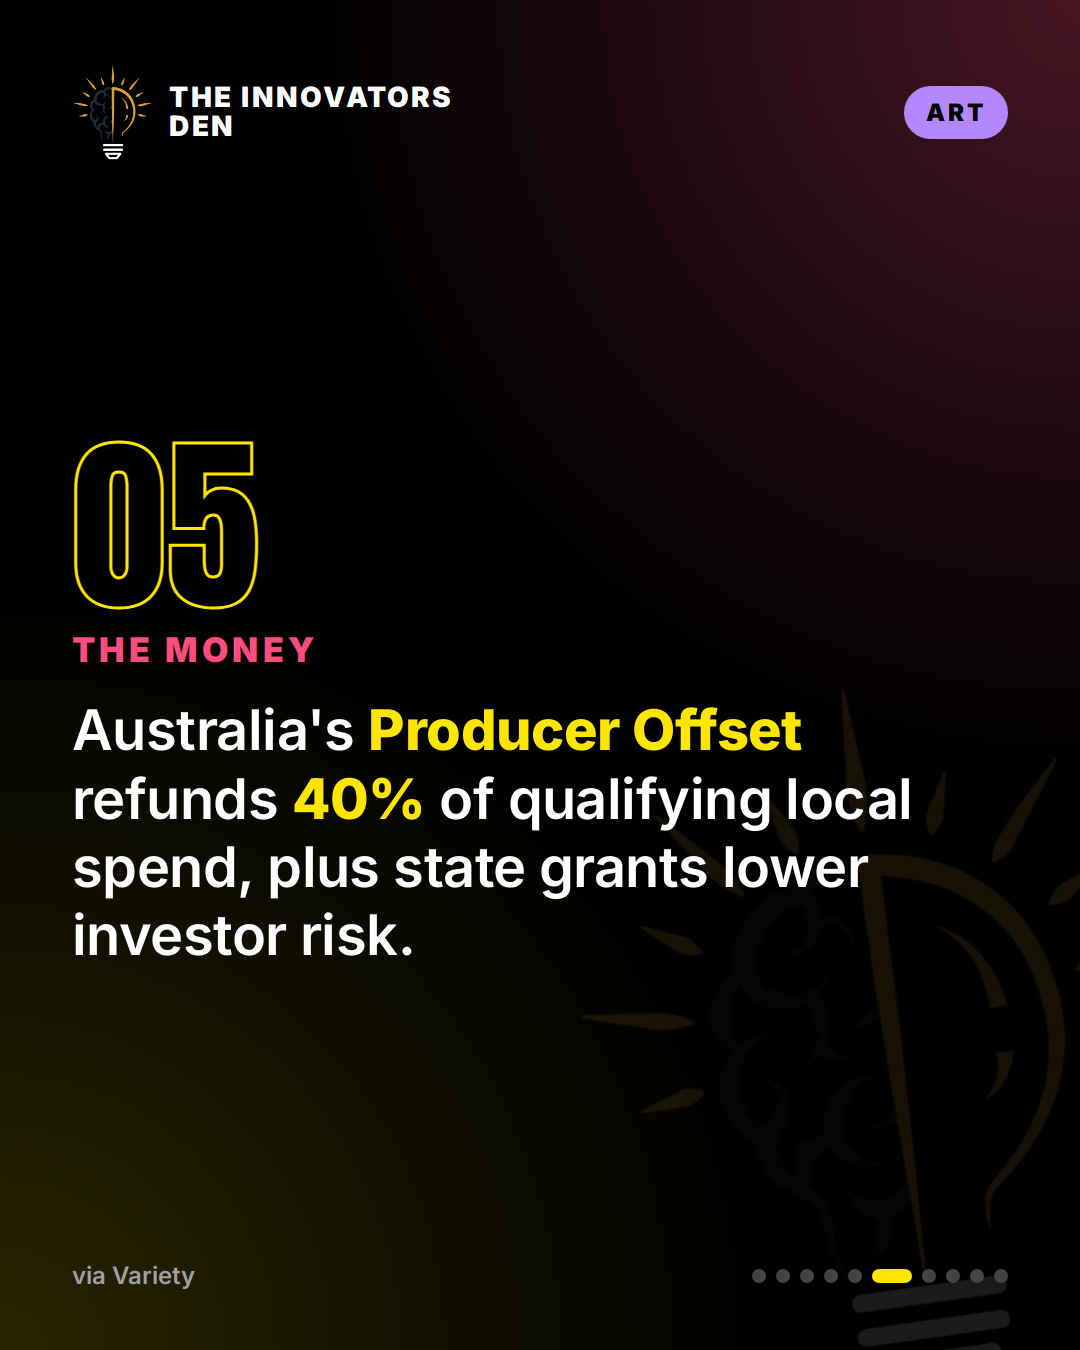 THE INNOVATORS
DEN
ART
05
THE MONEY
Australia's Producer Offset
refunds 40% of qualifying local
spend, plus state grants lower
investor risk.
via Variety